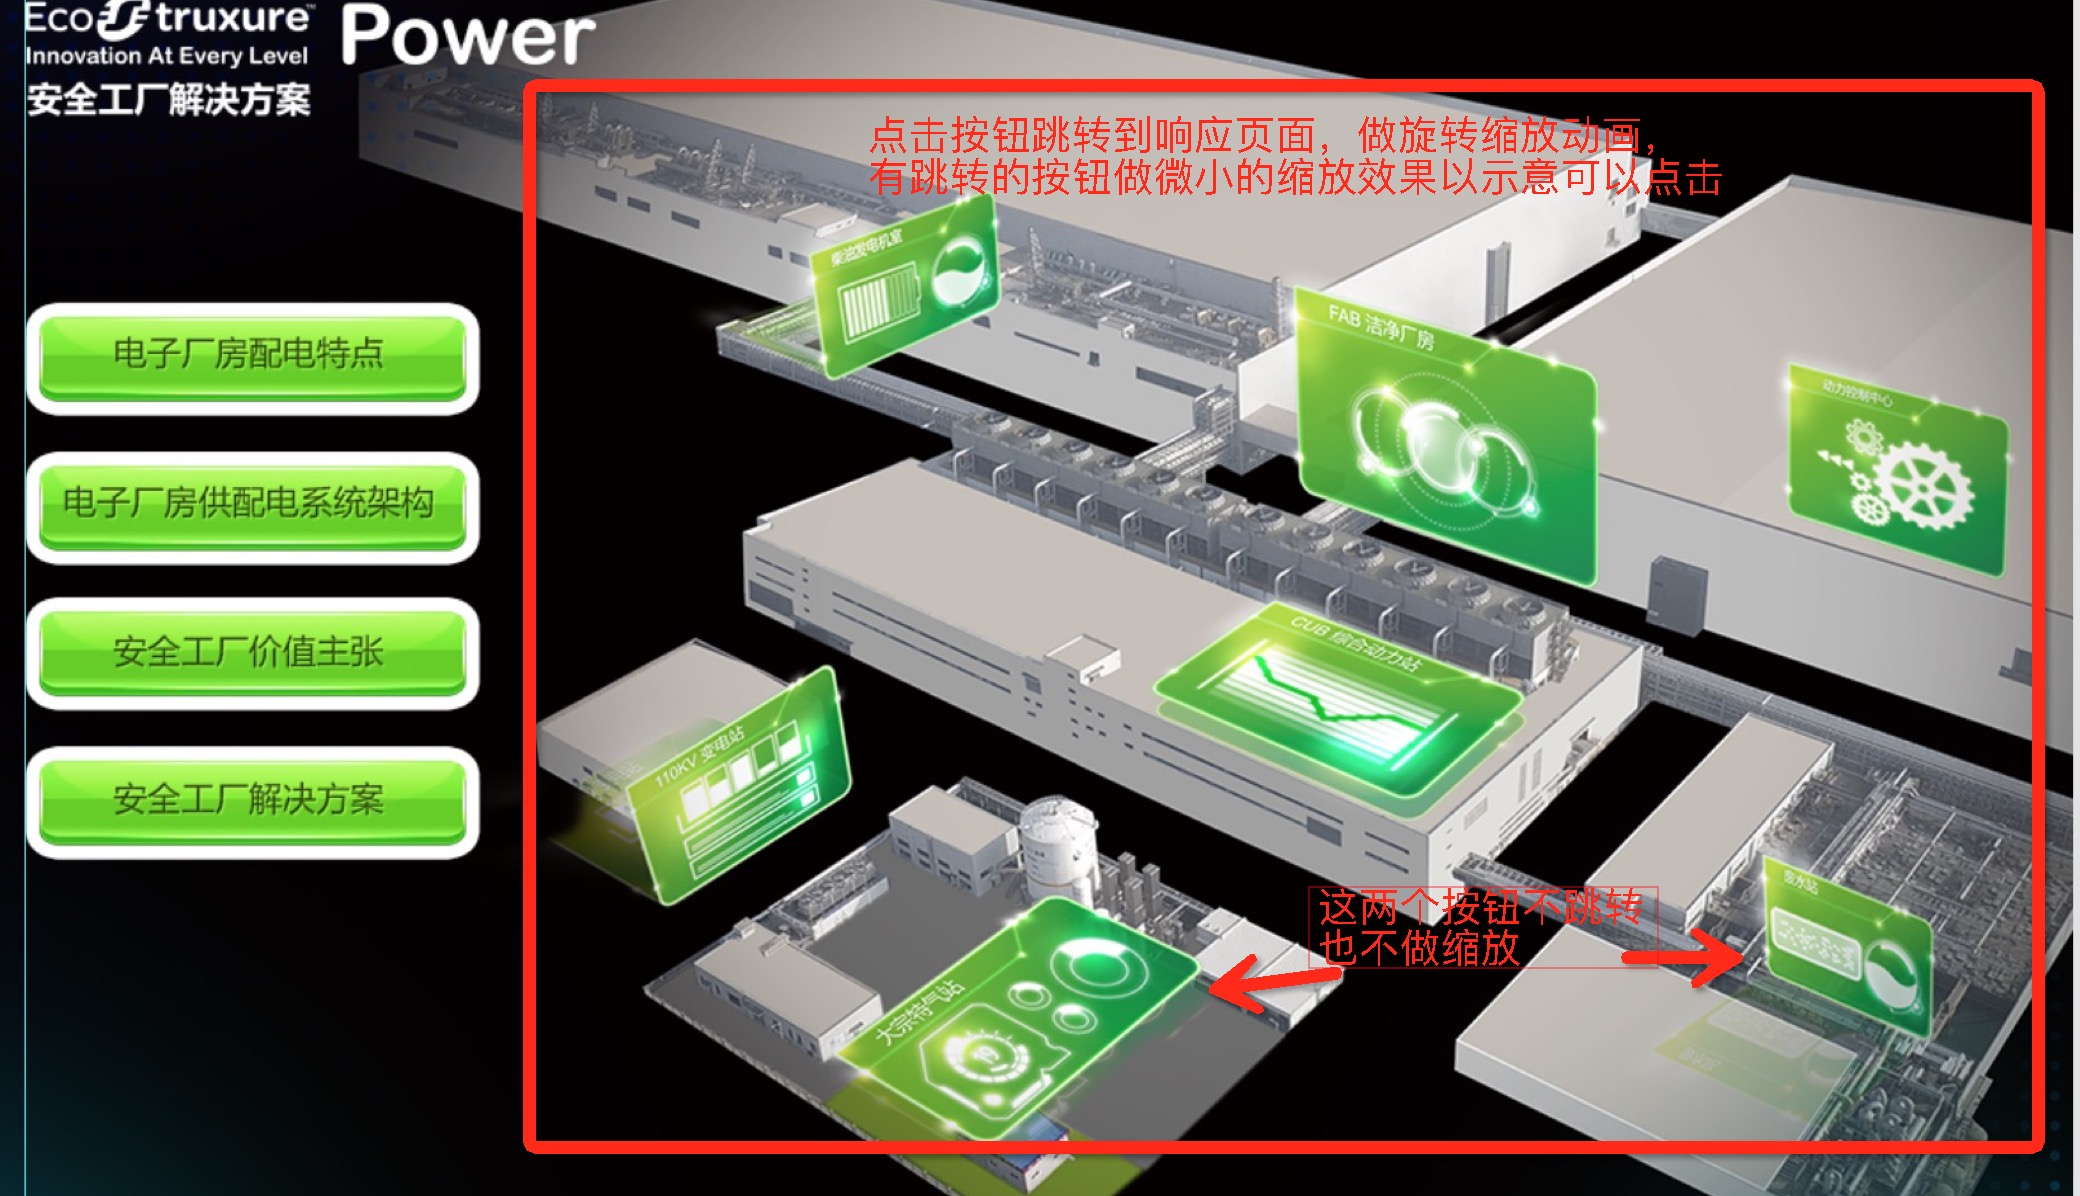 EcoStruxure™
Innovation At Every Level
Power
安全工厂解决方案
点击按钮跳转到响应页面，做旋转缩放动画，
有跳转的按钮做微小的缩放效果以示意可以点击
柴油发电机室
FAB 洁净厂房
动力控制中心
电子厂房配电特点
电子厂房供配电系统架构
安全工厂价值主张
安全工厂解决方案
CUB 综合动力站
110KV 变电站
这两个按钮不跳转
也不做缩放
废水站
大宗特气站